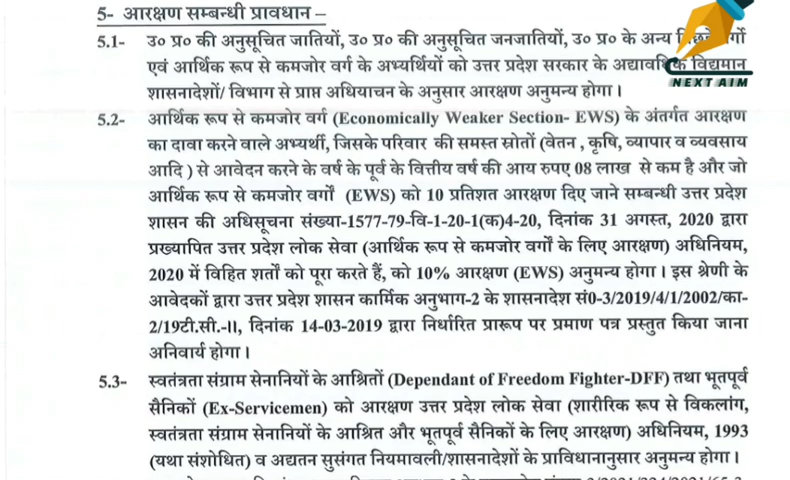 5- आरक्षण सम्बन्धी प्रावधान –
5.1- उ० प्र० की अनुसूचित जातियों, उ० प्र० की अनुसूचित जनजातियों, उ० प्र० के अन्य
एवं आर्थिक रूप से कमजोर वर्ग के अभ्यर्थियों को उत्तर प्रदेश सरकार के अद्यावधिक विद्यमान
शासनादेशों/ विभाग से प्राप्त अधियाचन के अनुसार आरक्षण अनुमन्य होगा।
NEXT AIM
5.2- आर्थिक रूप से कमजोर वर्ग (Economically Weaker Section- EWS) के अंतर्गत आरक्षण
का दावा करने वाले अभ्यर्थी, जिसके परिवार की समस्त स्रोतों (वेतन , कृषि, व्यापार व व्यवसाय
आदि ) से आवेदन करने के वर्ष के पूर्व के वित्तीय वर्ष की आय रुपए 08 लाख से कम है और जो
आर्थिक रूप से कमजोर वर्गों (EWS) को 10 प्रतिशत आरक्षण दिए जाने सम्बन्धी उत्तर प्रदेश
शासन की अधिसूचना संख्या-1577-79-वि-1-20-1(क)4-20, दिनांक 31 अगस्त, 2020 द्वारा
प्रख्यापित उत्तर प्रदेश लोक सेवा (आर्थिक रूप से कमजोर वर्गों के लिए आरक्षण) अधिनियम,
2020 में विहित शर्तों को पूरा करते हैं, को 10% आरक्षण (EWS) अनुमन्य होगा। इस श्रेणी के
आवेदकों द्वारा उत्तर प्रदेश शासन कार्मिक अनुभाग-2 के शासनादेश सं0-3/2019/4/1/2002/का-
2/19टी.सी.-II, दिनांक 14-03-2019 द्वारा निर्धारित प्रारूप पर प्रमाण पत्र प्रस्तुत किया जाना
अनिवार्य होगा।
5.3- स्वतंत्रता संग्राम सेनानियों के आश्रितों (Dependant of Freedom Fighter-DFF) तथा भूतपूर्व
सैनिकों (Ex-Servicemen) को आरक्षण उत्तर प्रदेश लोक सेवा (शारीरिक रूप से विकलांग,
स्वतंत्रता संग्राम सेनानियों के आश्रित और भूतपूर्व सैनिकों के लिए आरक्षण) अधिनियम, 1993
(यथा संशोधित) व अद्यतन सुसंगत नियमावली/शासनादेशों के प्राविधानानुसार अनुमन्य होगा।